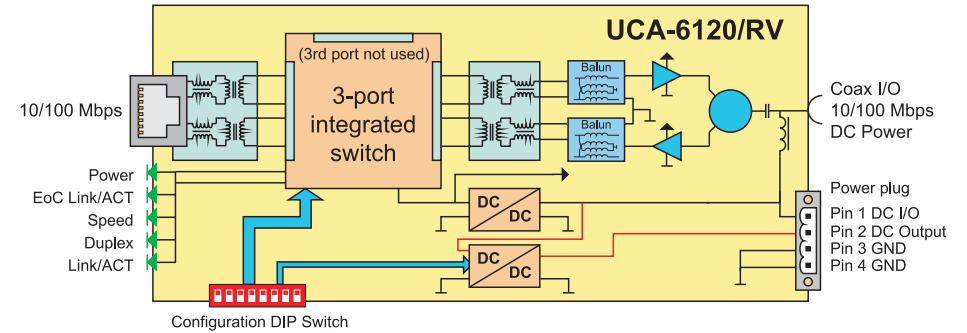 UCA-6120/RV
(3rd port not used)
3-port
integrated
switch
10/100 Mbps
Balun
Balun
Coax I/O
10/100 Mbps
DC Power
Power
EoC Link/ACT
Speed
Duplex
Link/ACT
DC
DC
DC
DC
Power plug
Pin 1 DC I/O
Pin 2 DC Output
Pin 3 GND
Pin 4 GND
Configuration DIP Switch